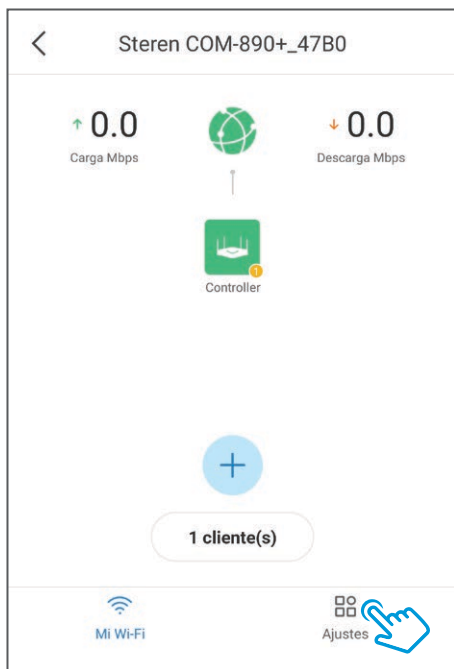 Steren COM-890+_47B0
0.0 0.0
Carga Mbps Descarga Mbps
1
Controller
1 cliente(s)
Mi Wi-Fi Ajustes